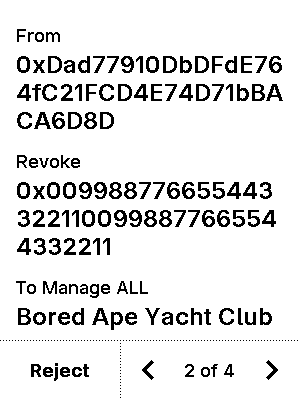 From
0xDad77910DbDFdE76
4fC21FCD4E74D71bBA
CA6D8D
Revoke
0x009988776655443
322110099887766554
4332211
To Manage ALL
Bored Ape Yacht Club
Reject
2 of 4